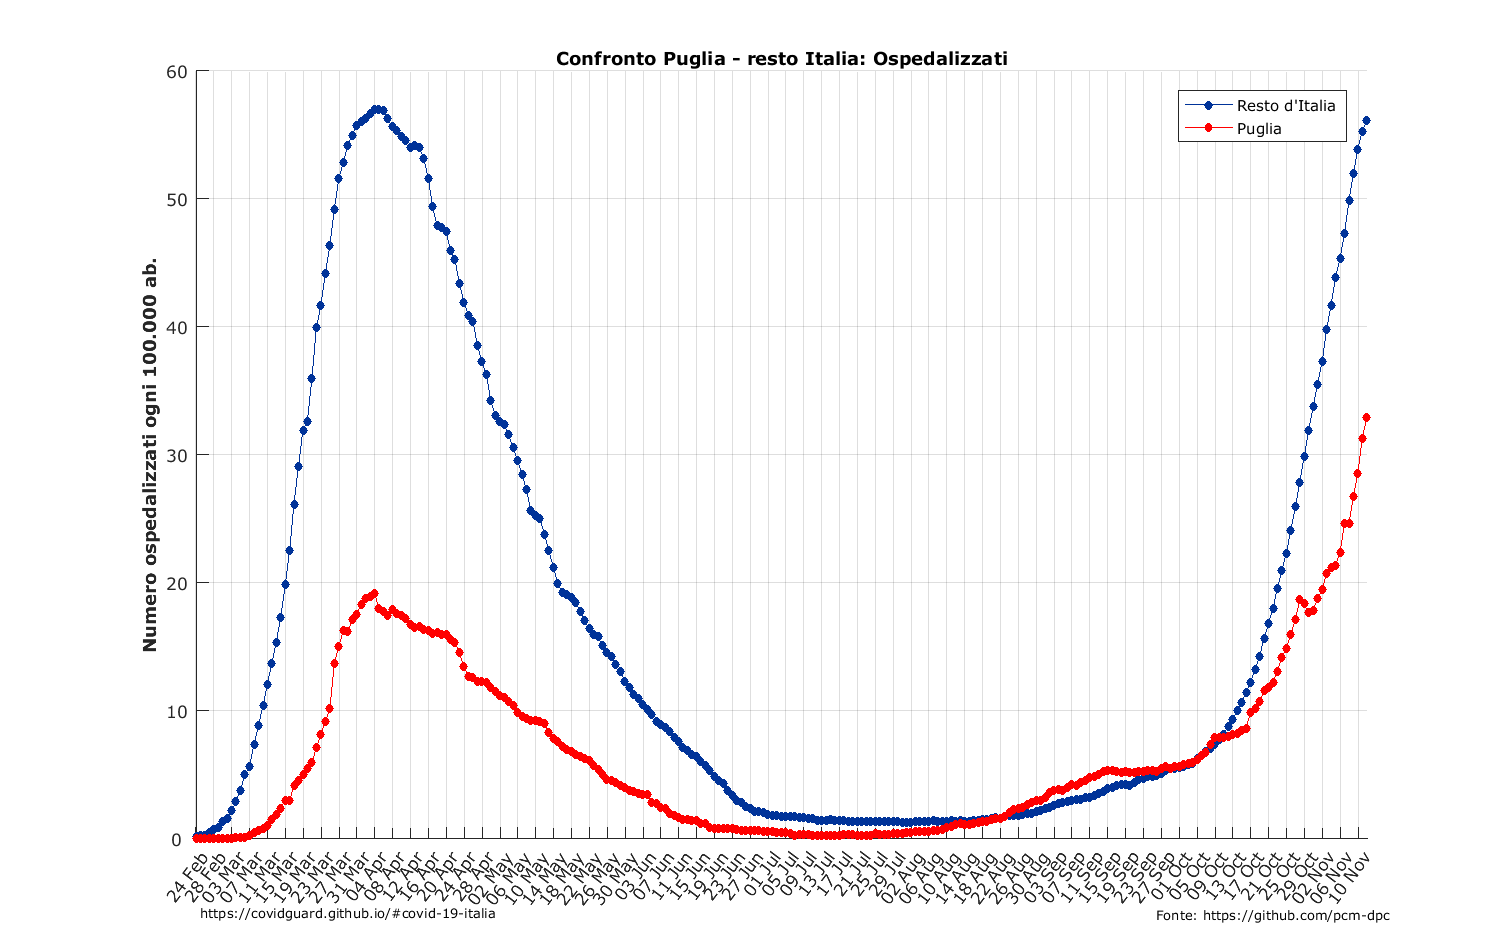 Confronto Puglia - resto Italia: Ospedalizzati
Resto d'Italia
Puglia
Numero ospedalizzati ogni 100.000 ab.
60
50
40
30
20
10
0
24 Feb
28 Feb
03 Mar
07 Mar
11 Mar
15 Mar
19 Mar
23 Mar
27 Mar
31 Mar
04 Apr
08 Apr
12 Apr
16 Apr
20 Apr
24 Apr
28 Apr
02 May
06 May
10 May
14 May
18 May
22 May
26 May
30 May
03 Jun
07 Jun
11 Jun
15 Jun
19 Jun
23 Jun
27 Jun
01 Jul
05 Jul
09 Jul
13 Jul
17 Jul
21 Jul
25 Jul
29 Jul
02 Aug
06 Aug
10 Aug
14 Aug
18 Aug
22 Aug
26 Aug
30 Aug
03 Sep
07 Sep
11 Sep
15 Sep
19 Sep
23 Sep
27 Sep
01 Oct
05 Oct
09 Oct
13 Oct
17 Oct
21 Oct
25 Oct
29 Oct
02 Nov
06 Nov
10 Nov
https://covidguard.github.io/#covid-19-italia
Fonte: https://github.com/pcm-dpc